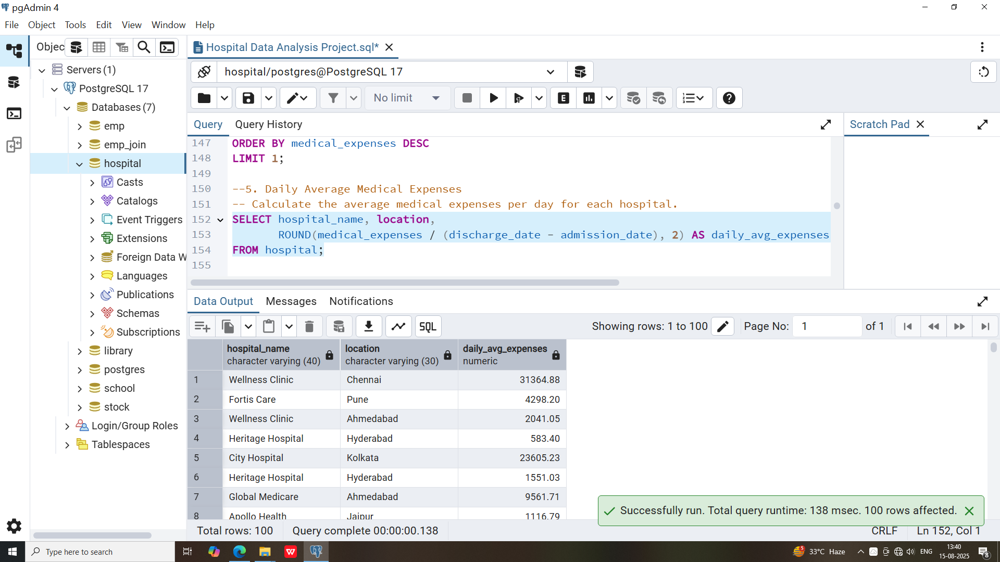 pgAdmin 4
File Object Tools Edit View Window Help
Objec
Hospital Data Analysis Project.sql*
Servers (1)
hospital/postgres@PostgreSQL 17
PostgreSQL 17
No limit
E
Databases (7)
Query Query History
Scratch Pad
emp
emp_join
hospital
Casts
Catalogs
Event Triggers
Extensions
Foreign Data W
Languages
Publications
Schemas
Subscriptions
library
postgres
school
stock
Login/Group Roles
Tablespaces
147 ORDER BY medical_expenses DESC
148 LIMIT 1;
149
150 --5. Daily Average Medical Expenses
151 -- Calculate the average medical expenses per day for each hospital.
152 SELECT hospital_name, location,
153 ROUND(medical_expenses / (discharge_date - admission_date), 2) AS daily_avg_expenses
154 FROM hospital;
155
Data Output Messages Notifications
SQL
Showing rows: 1 to 100
Page No: 1 of 1
hospital_name location daily_avg_expenses
character varying (40) character varying (30) numeric
1 Wellness Clinic Chennai 31364.88
2 Fortis Care Pune 4298.20
3 Wellness Clinic Ahmedabad 2041.05
4 Heritage Hospital Hyderabad 583.40
5 City Hospital Kolkata 23605.23
6 Heritage Hospital Hyderabad 1551.03
7 Global Medicare Ahmedabad 9561.71
8 Apollo Health Jaipur 1116.79
Successfully run. Total query runtime: 138 msec. 100 rows affected.
Total rows: 100 Query complete 00:00:00.138 CRLF Ln 152, Col 1
Type here to search
W
5
33°C Haze
ENG
13:40
15-08-2025
8